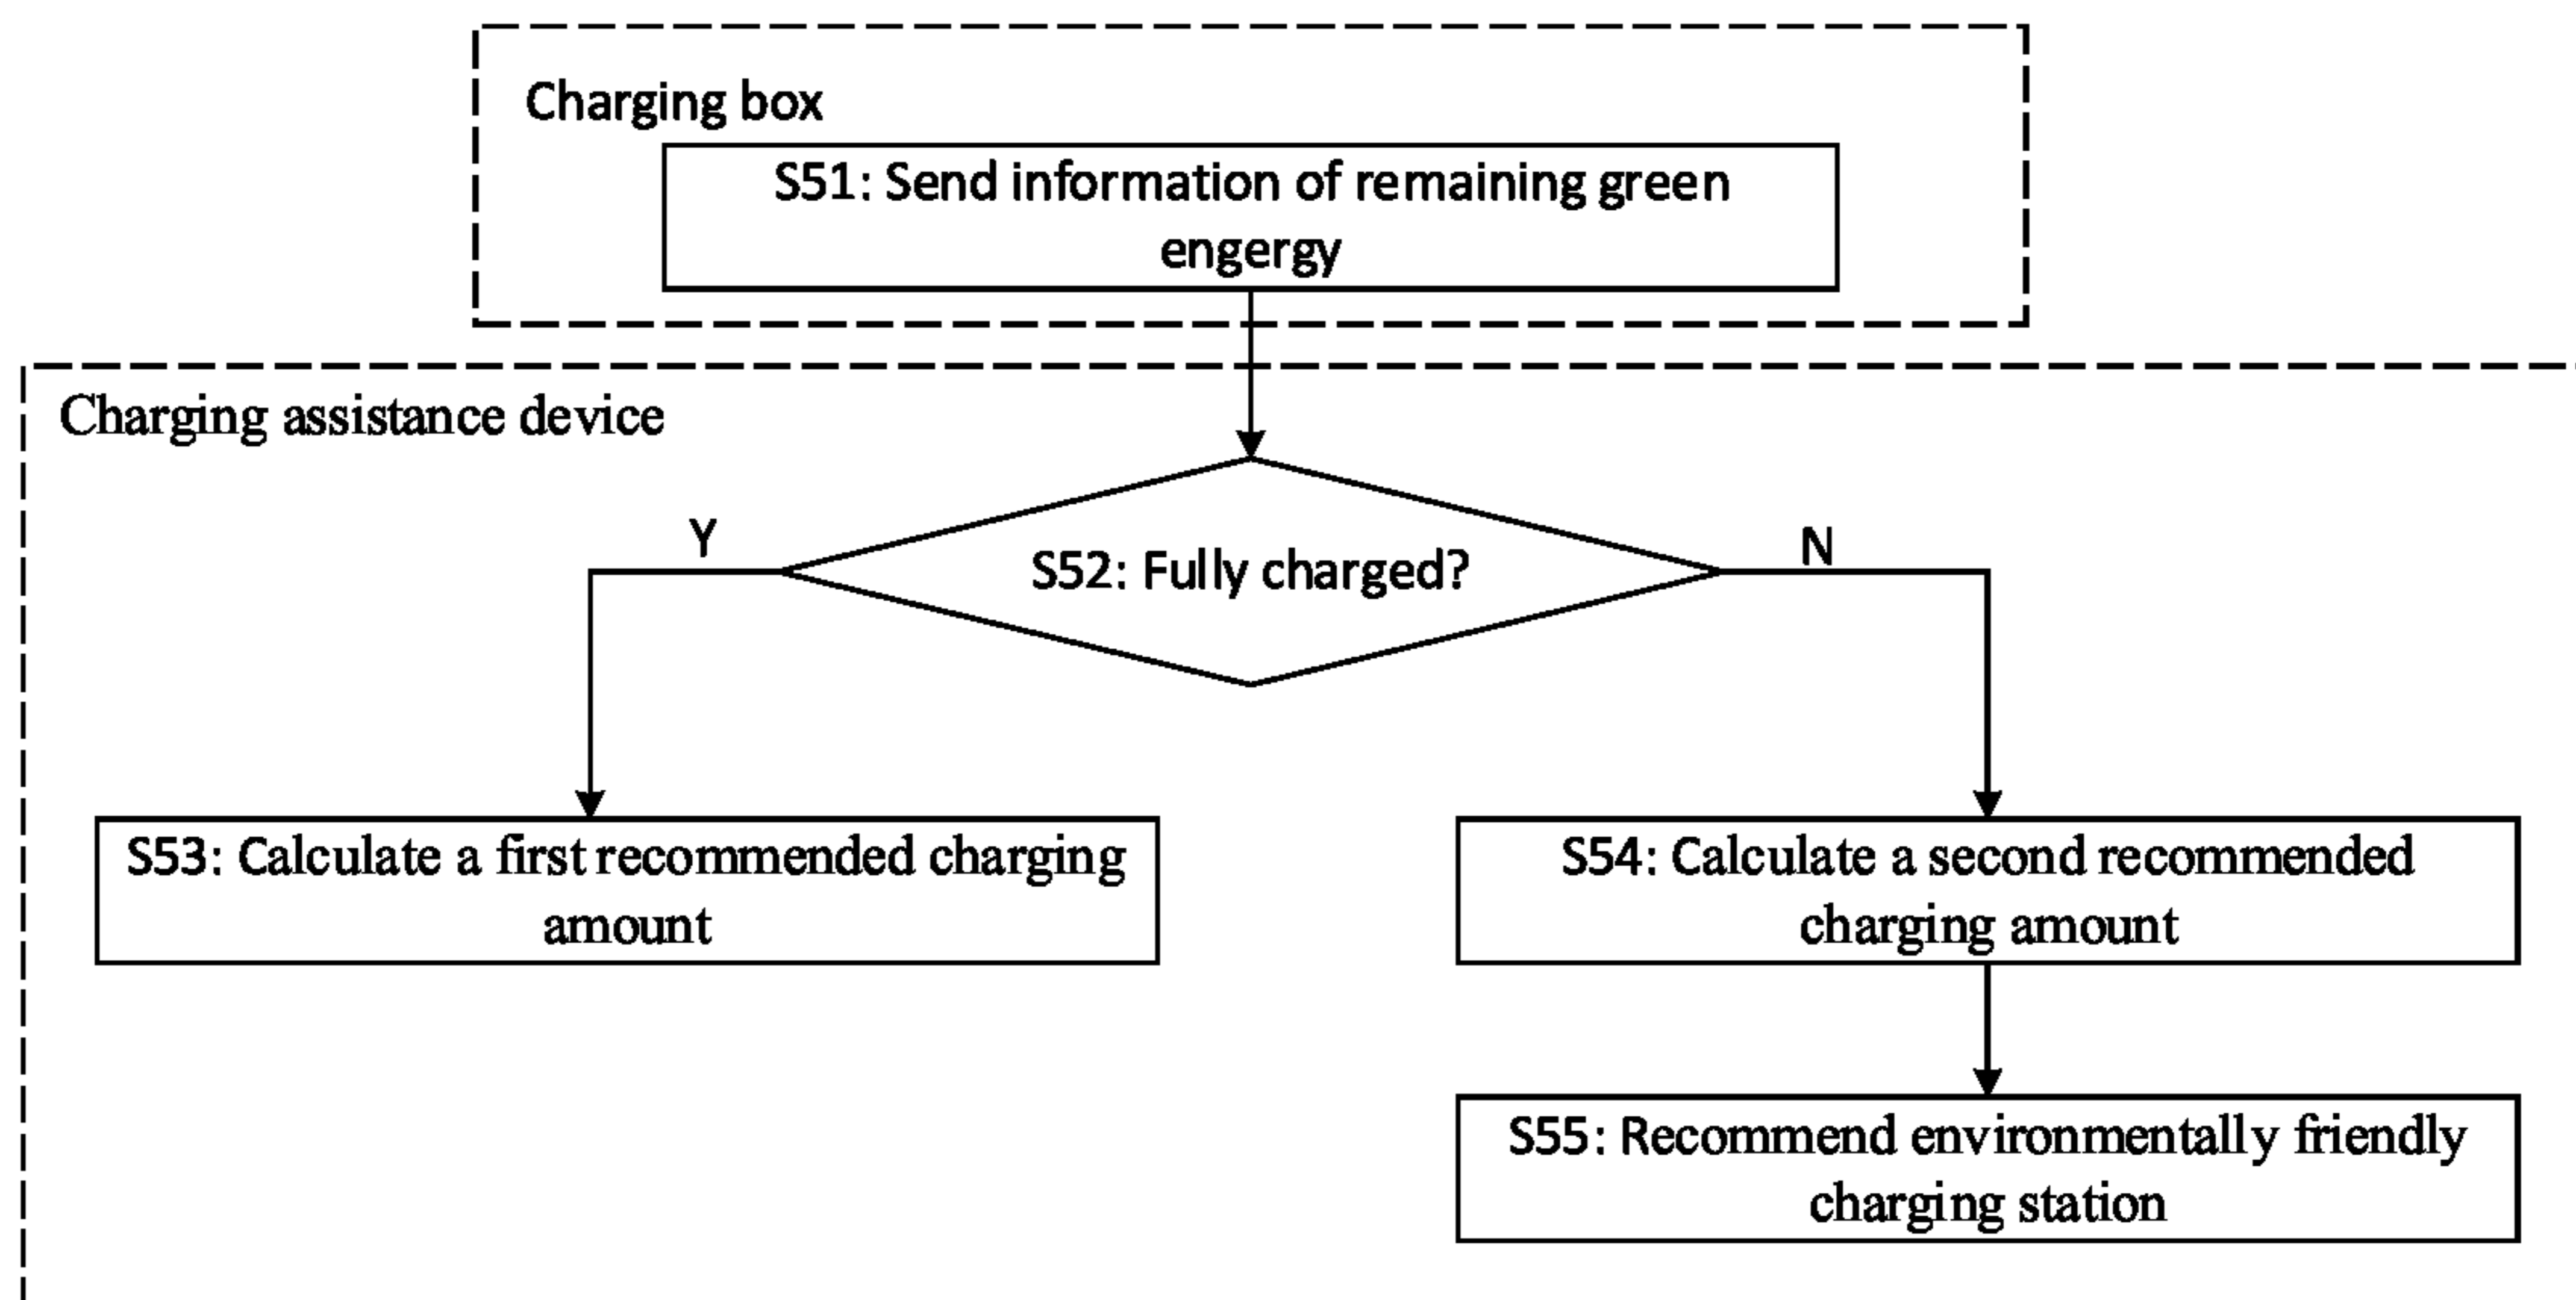 Charging box
S51: Send information of remaining green
engergy
Charging assistance device
Y
N
S52: Fully charged?
S53: Calculate a first recommended charging
amount
S54: Calculate a second recommended
charging amount
S55: Recommend environmentally friendly
charging station